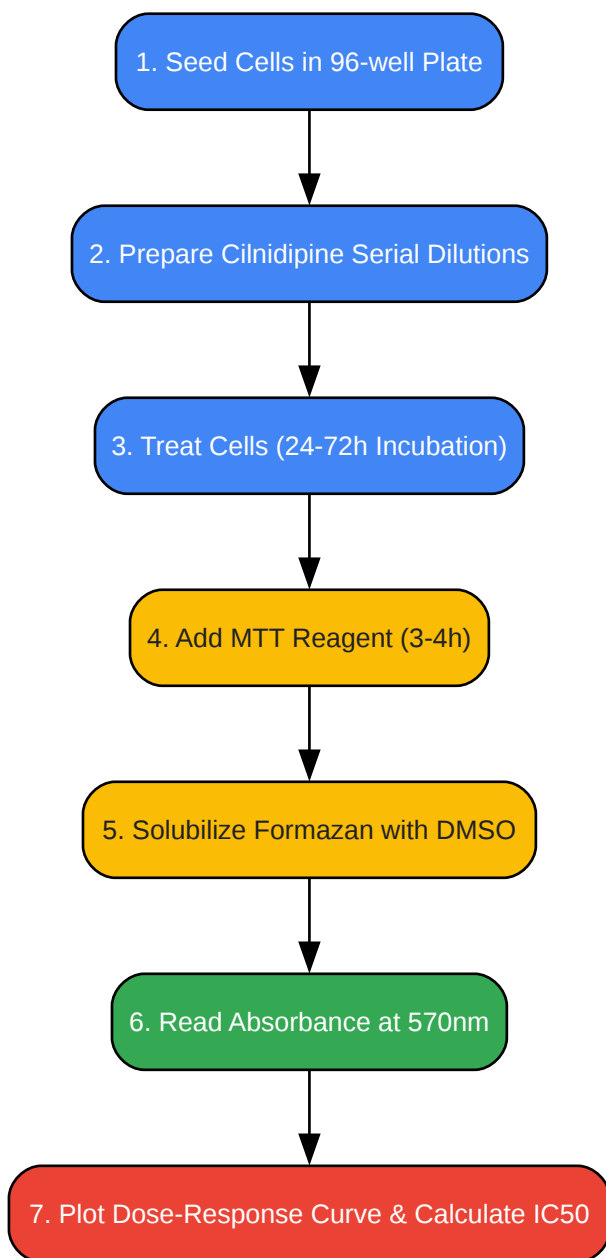 1. Seed Cells in 96-well Plate
2. Prepare Cilnidipine Serial Dilutions
3. Treat Cells (24-72h Incubation)
4. Add MTT Reagent (3-4h)
5. Solubilize Formazan with DMSO
6. Read Absorbance at 570nm
7. Plot Dose-Response Curve & Calculate IC50